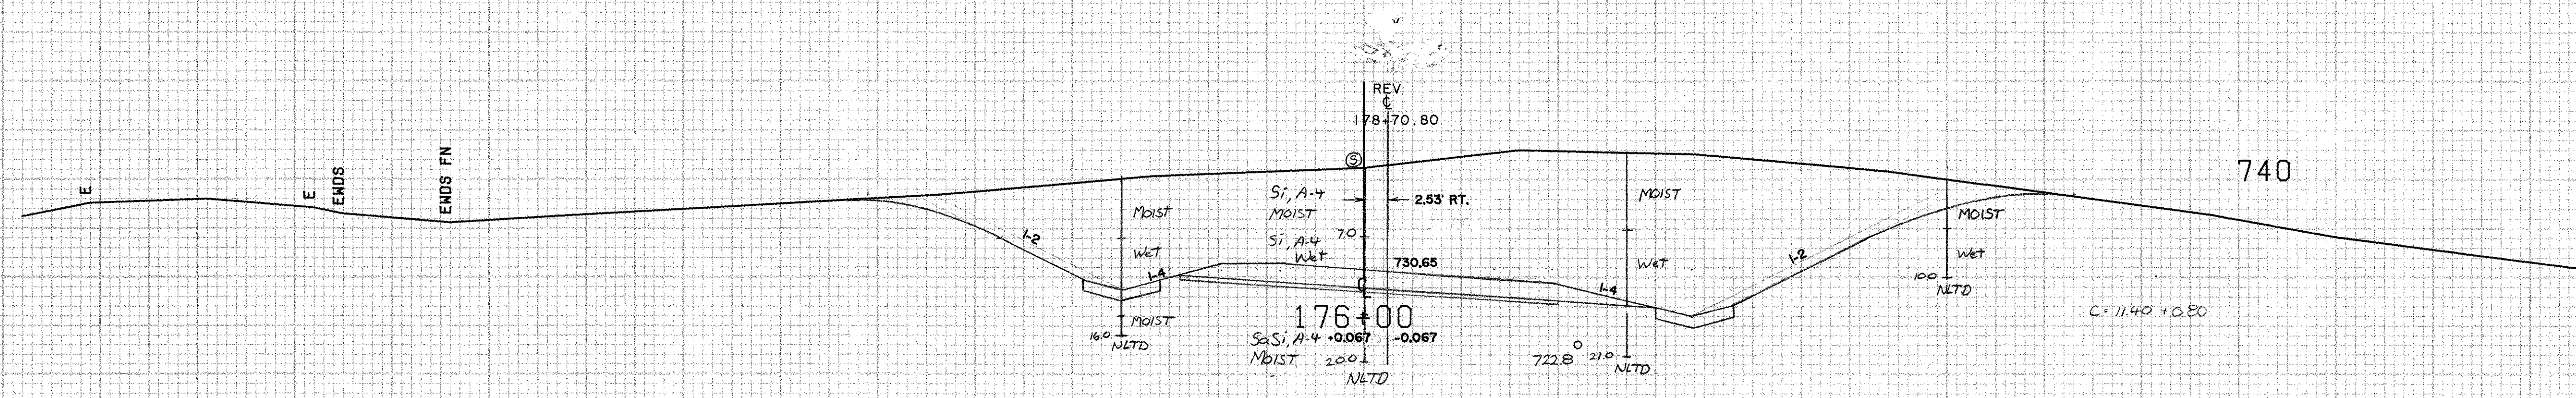 REV
℄
178+70.80
E
E
EWDS
EWDS FN
S
740
Si, A-4
MOIST
2.53' RT.
MOIST
MOIST
MOIST
7.0
Si, A-4
Wet
1-2
Wet
730.65
Wet
1-2
Wet
1-4
1-4
10.0
NLTD
176+00
C = 11.40 + 0.80
MOIST
16.0
NLTD
SaSi, A-4 +0.067 -0.067
MOIST
20.0
NLTD
722.8
21.0
NLTD